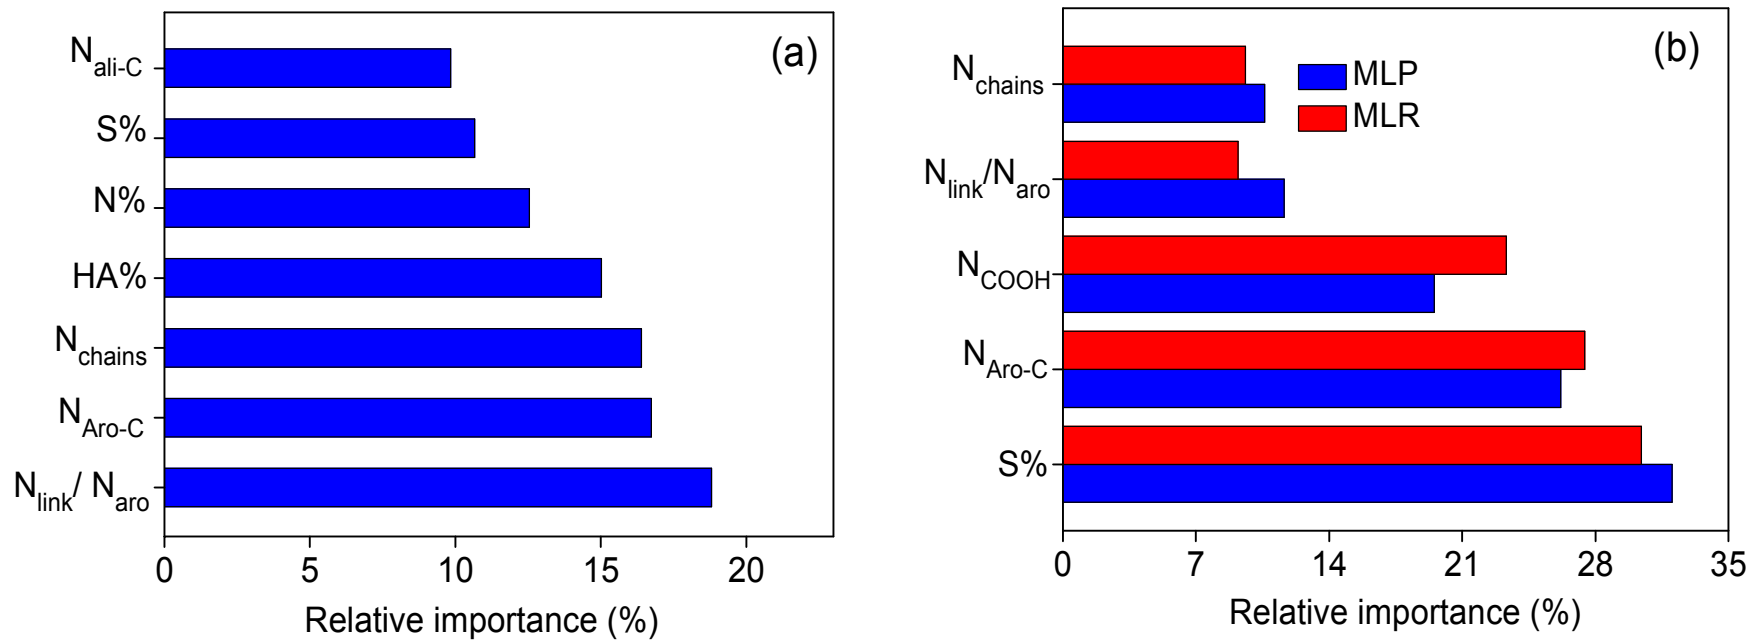 (a)
N_ali-C
S%
N%
HA%
N_chains
N_Aro-C
N_link/ N_aro
0 5 10 15 20
Relative importance (%)
(b)
MLP
MLR
N_chains
N_link/N_aro
N_COOH
N_Aro-C
S%
0 7 14 21 28 35
Relative importance (%)